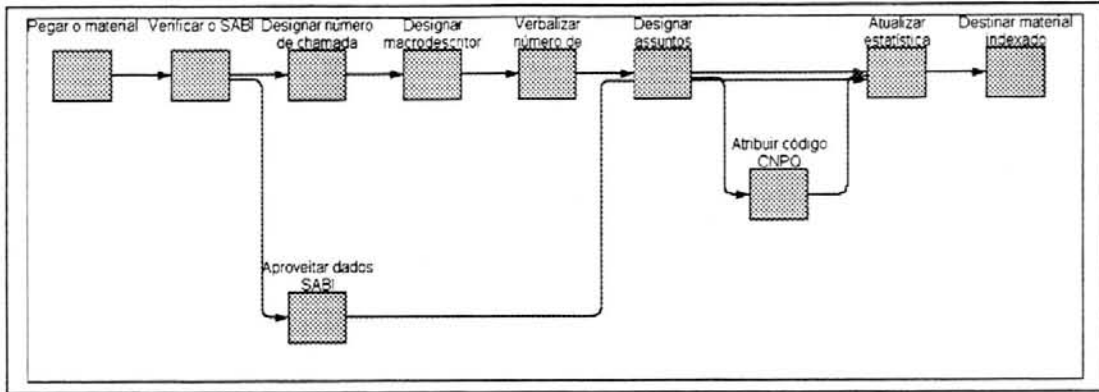 Pegar o material
Verificar o SABI
Designar número
de chamada
Designar
macrodescritor
Verbalizar
número de
Designar
assuntos
Atualizar
estatística
Destinar material
indexado
Atribuir código
CNPQ
Aproveitar dados
SABI